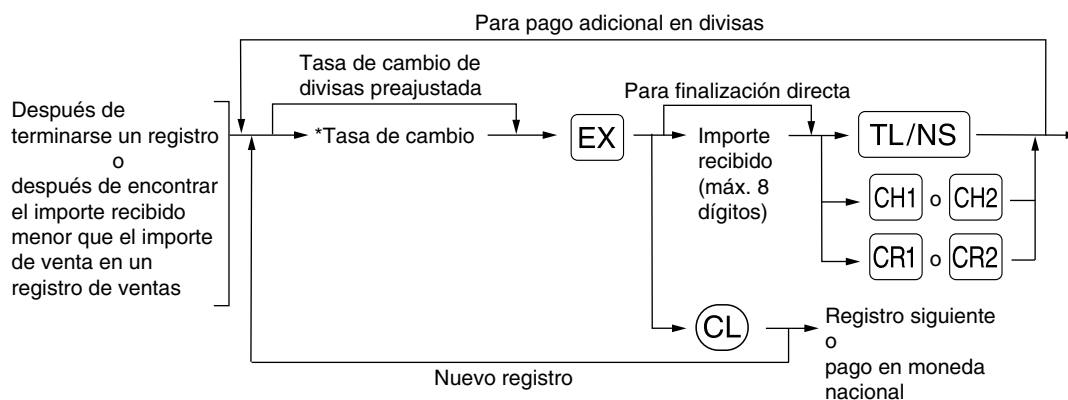 Para pago adicional en divisas
Tasa de cambio de
divisas preajustada
Para finalización directa
Después de
terminarse un registro
o
después de encontrar
el importe recibido
menor que el importe
de venta en un
registro de ventas
*Tasa de cambio
EX
Importe
recibido
(máx. 8
dígitos)
TL/NS
CH1 o CH2
CR1 o CR2
CL
Registro siguiente
o
pago en moneda
nacional
Nuevo registro